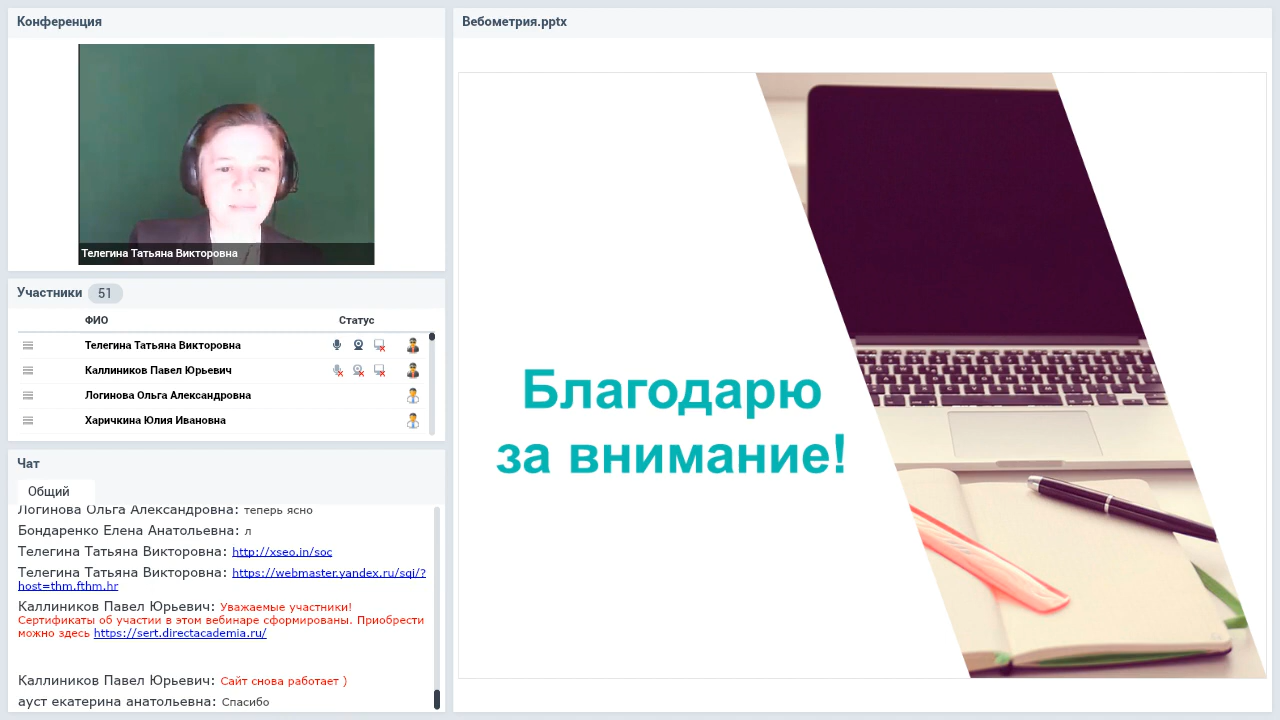 Конференция
Телегина Татьяна Викторовна
Участники 51
ФИО Статус
Телегина Татьяна Викторовна
Каллиников Павел Юрьевич
Логинова Ольга Александровна
Харичкина Юлия Ивановна
Чат
Общий
Логинова Ольга Александровна: теперь ясно
Бондаренко Елена Анатольевна: л
Телегина Татьяна Викторовна: http://xseo.in/soc
Телегина Татьяна Викторовна: https://webmaster.yandex.ru/sqi/?
host=thm.fthm.hr
Каллиников Павел Юрьевич: Уважаемые участники!
Сертификаты об участии в этом вебинаре сформированы. Приобрести
можно здесь https://sert.directacademia.ru/
Каллиников Павел Юрьевич: Сайт снова работает )
ауст екатерина анатольевна: Спасибо
Вебометрия.pptx
Благодарю
за внимание!